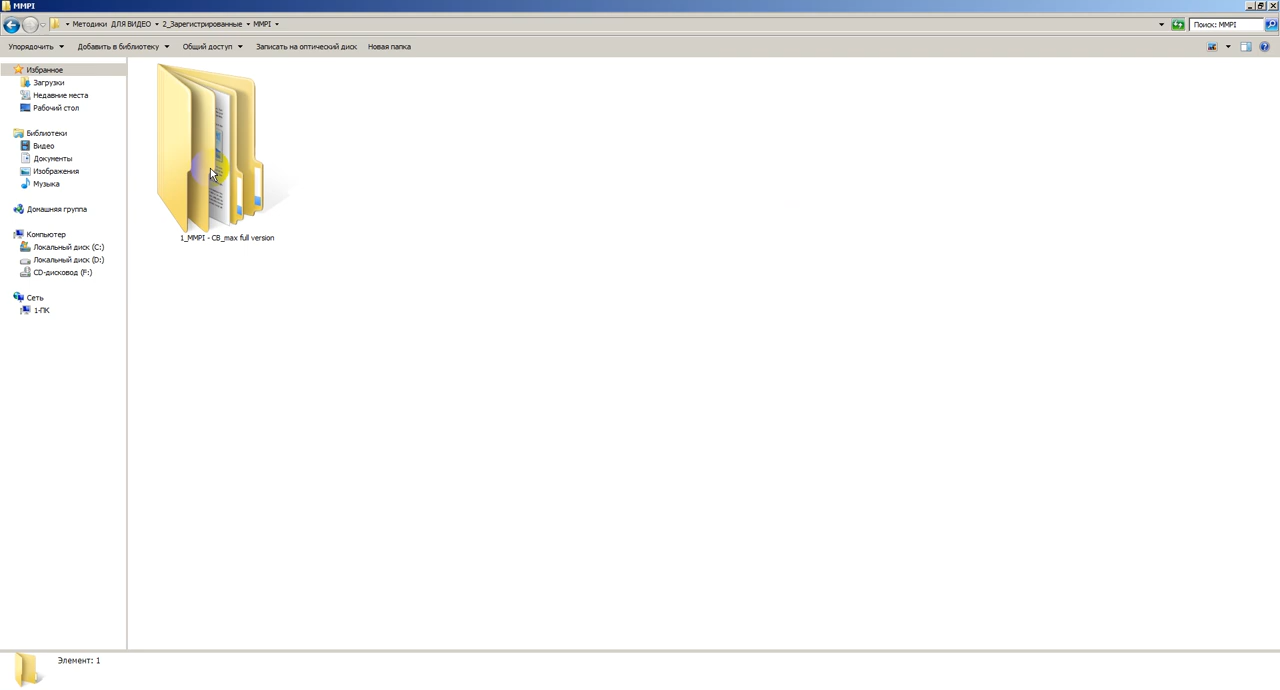 MMPI
Методики ДЛЯ ВИДЕО 2_Зарегистрированные MMPI
Поиск: MMPI
Упорядочить Добавить в библиотеку Общий доступ Записать на оптический диск Новая папка
Избранное
Загрузки
Недавние места
Рабочий стол
Библиотеки
Видео
Документы
Изображения
Музыка
Домашняя группа
Компьютер
Локальный диск (C:)
Локальный диск (D:)
CD-дисковод (F:)
Сеть
1-ПК
1_MMPI - CB_max full version
Элемент: 1